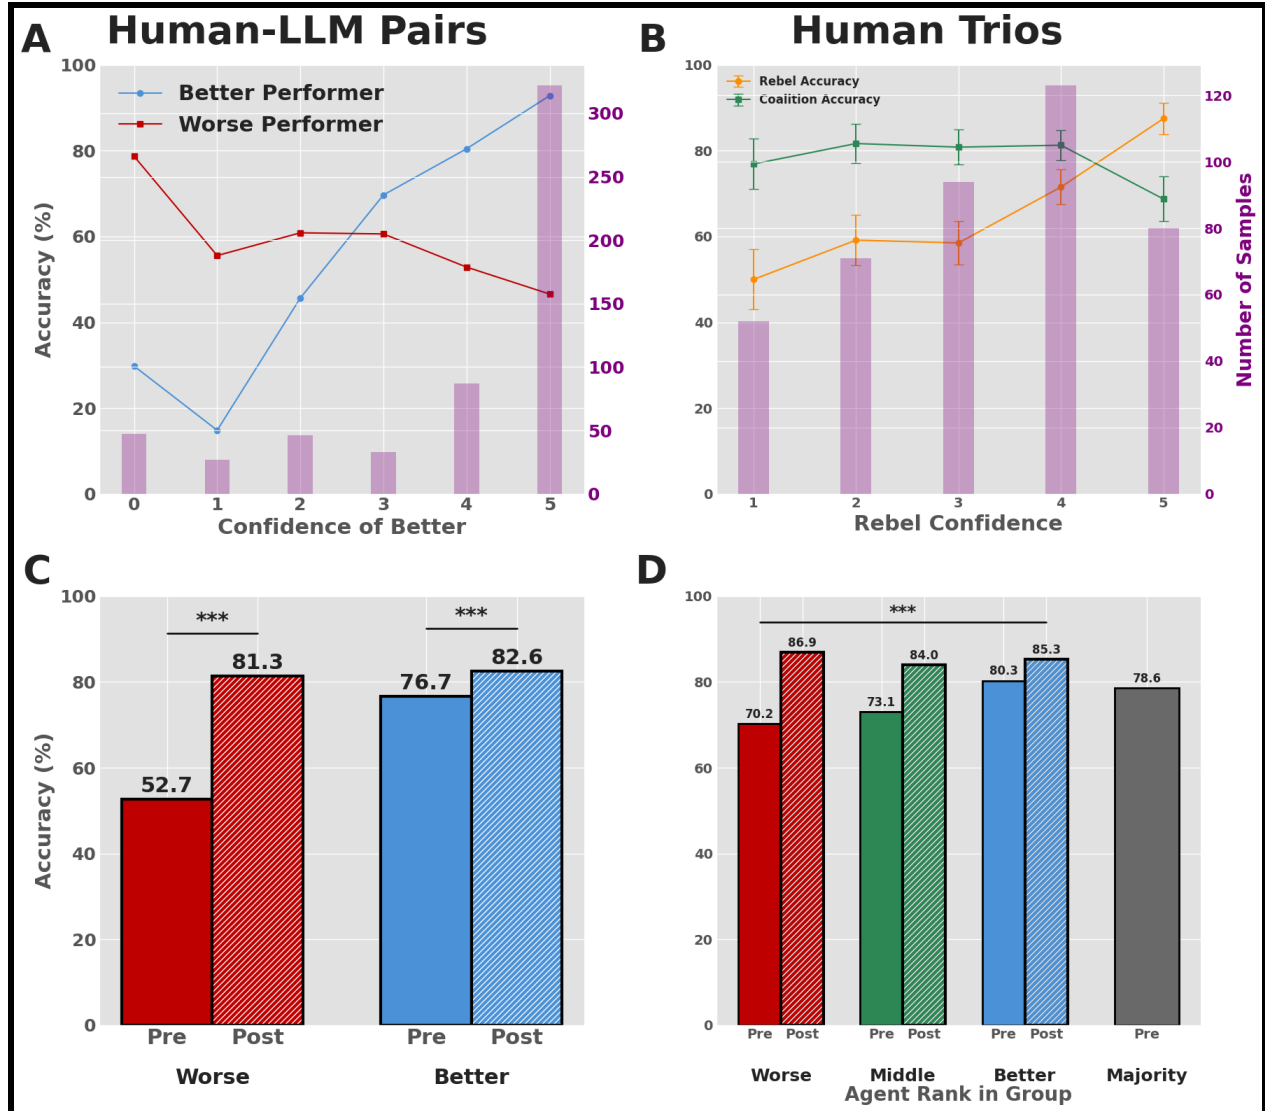 A
Human-LLM Pairs
100
80
60
40
20
0
Accuracy (%)
Better Performer
Worse Performer
300
250
200
150
100
50
0
0 1 2 3 4 5
Confidence of Better
B
Human Trios
100
80
60
40
20
0
Rebel Accuracy
Coalition Accuracy
120
100
80
60
40
20
0
Number of Samples
1 2 3 4 5
Rebel Confidence
C
100
80
60
40
20
0
Accuracy (%)
*** ***
52.7 81.3 76.7 82.6
Pre Post Pre Post
Worse Better
D
100
80
60
40
20
0
***
70.2 86.9 73.1 84.0 80.3 85.3 78.6
Pre Post Pre Post Pre Post Pre
Worse Middle Better Majority
Agent Rank in Group